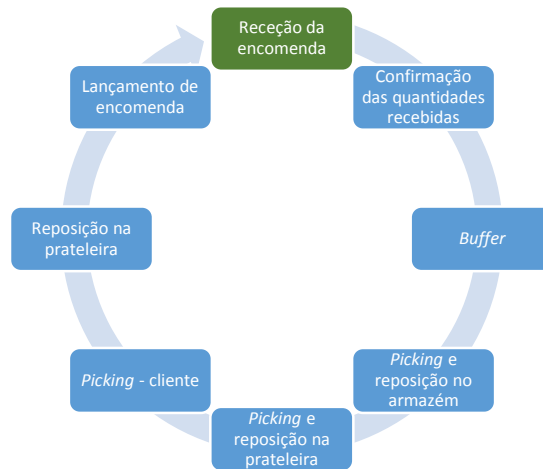 Receção da
encomenda
Confirmação
das quantidades
recebidas
Buffer
Picking e
reposição no
armazém
Picking e
reposição na
prateleira
Picking - cliente
Reposição na
prateleira
Lançamento de
encomenda